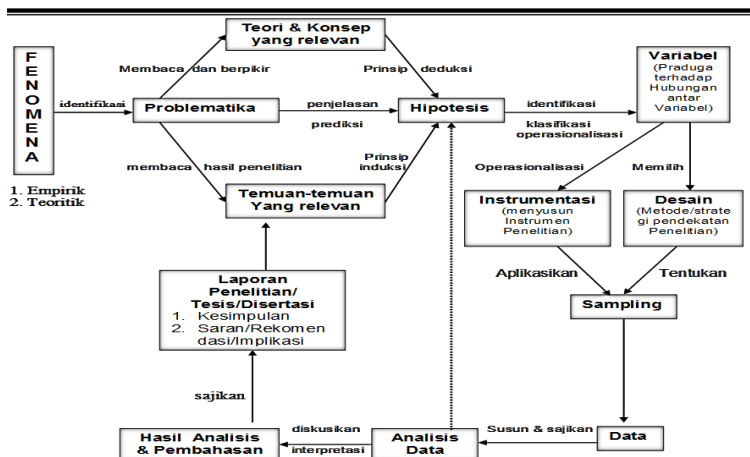 FENOMENA
1. Empirik
2. Teoritik
identifikasi
Problematika
Membaca dan berpikir
Teori & Konsep
yang relevan
Prinsip deduksi
penjelasan
prediksi
Hipotesis
membaca hasil penelitian
Temuan-temuan
Yang relevan
Prinsip
induksi
identifikasi
klasifikasi
operasionalisasi
Variabel
(Praduga
terhadap
Hubungan
antar
Variabel)
Operasionalisasi
Memilih
Instrumentasi
(menyusun
Instrumen
Penelitian)
Desain
(Metode/strate
gi pendekatan
Penelitian)
Aplikasikan
Tentukan
Sampling
Data
Susun & sajikan
Analisis
Data
diskusikan
interpretasi
Hasil Analisis
& Pembahasan
sajikan
Laporan
Penelitian/
Tesis/Disertasi
1. Kesimpulan
2. Saran/Rekomen
dasi/Implikasi